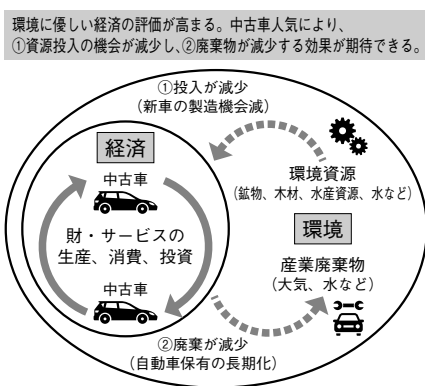 環境に優しい経済の評価が高まる。中古車人気により、
①資源投入の機会が減少し、②廃棄物が減少する効果が期待できる。
①投入が減少
（新車の製造機会減）
経済
中古車
財・サービスの
生産、消費、投資
中古車
環境資源
（鉱物、木材、水産資源、水など）
環境
産業廃棄物
（大気、水など）
②廃棄が減少
（自動車保有の長期化）